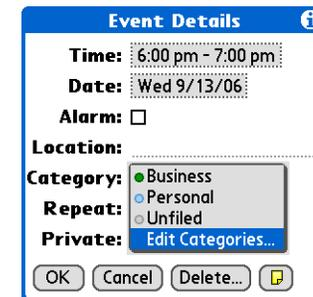 Event Details
Time: 6:00 pm - 7:00 pm
Date: Wed 9/13/06
Alarm:
Location:
Category: Business
Personal
Repeat:
Unfiled
Private: Edit Categories...
OK Cancel Delete...